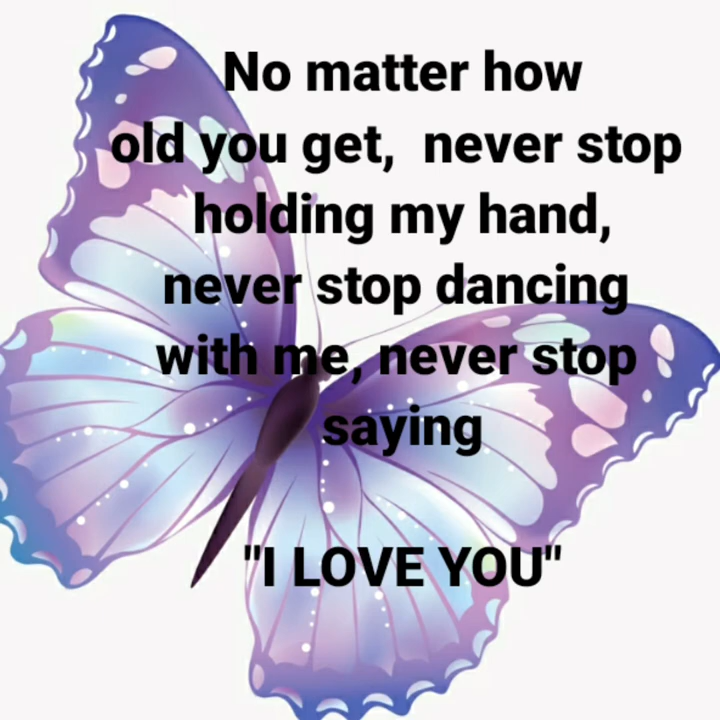 No matter how
old you get, never stop
holding my hand,
never stop dancing
with me, never stop
saying
"I LOVE YOU"